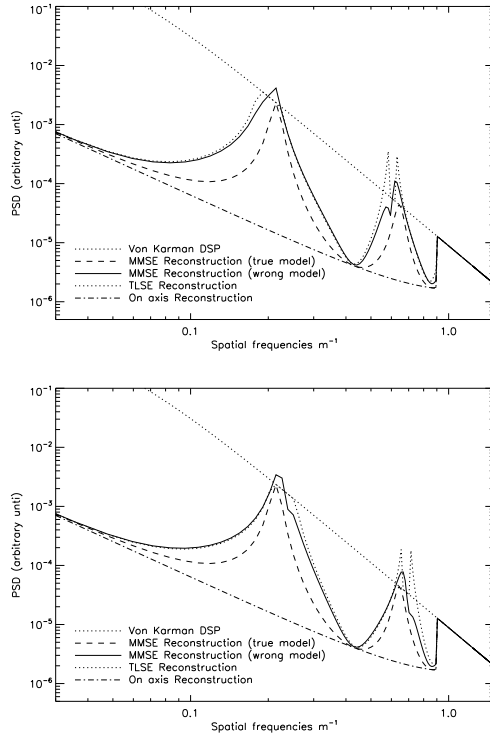 10⁻¹
10⁻²
10⁻³
10⁻⁴
10⁻⁵
10⁻⁶
PSD (arbitrary unti)
Von Karman DSP
MMSE Reconstruction (true model)
MMSE Reconstruction (wrong model)
TLSE Reconstruction
On axis Reconstruction
0.1 1.0
Spatial frequencies m⁻¹
10⁻¹
10⁻²
10⁻³
10⁻⁴
10⁻⁵
10⁻⁶
PSD (arbitrary unti)
Von Karman DSP
MMSE Reconstruction (true model)
MMSE Reconstruction (wrong model)
TLSE Reconstruction
On axis Reconstruction
0.1 1.0
Spatial frequencies m⁻¹